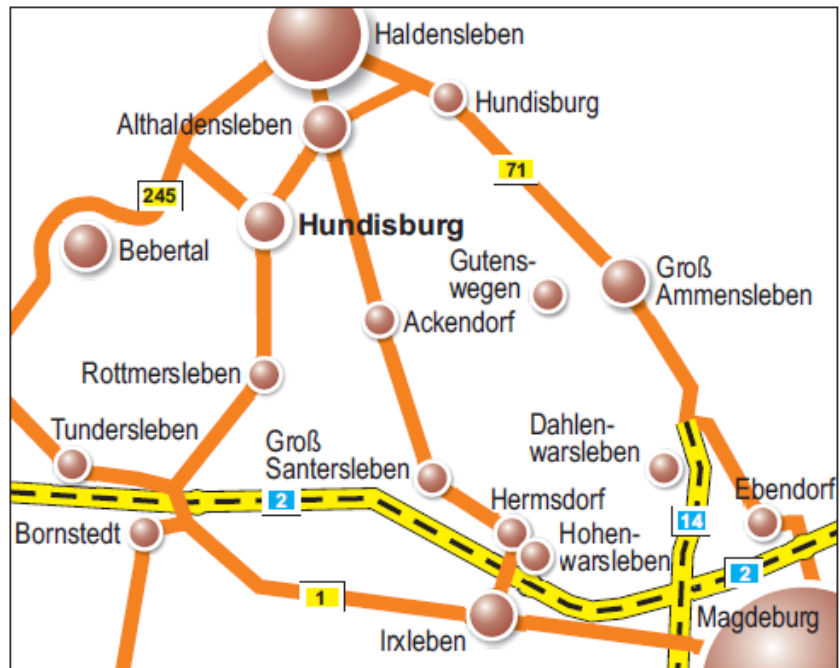 Haldensleben
Althaldensleben
Hundisburg
71
245
Hundisburg
Bebertal
Gutens-
wegen
Groß
Ammensleben
Ackendorf
Rottmersleben
Tundersleben
Groß
Santersleben
Dahlen-
warsleben
Ebendorf
2
Hermsdorf
14
Bornstedt
Hohen-
warsleben
2
1
Magdeburg
Irxleben